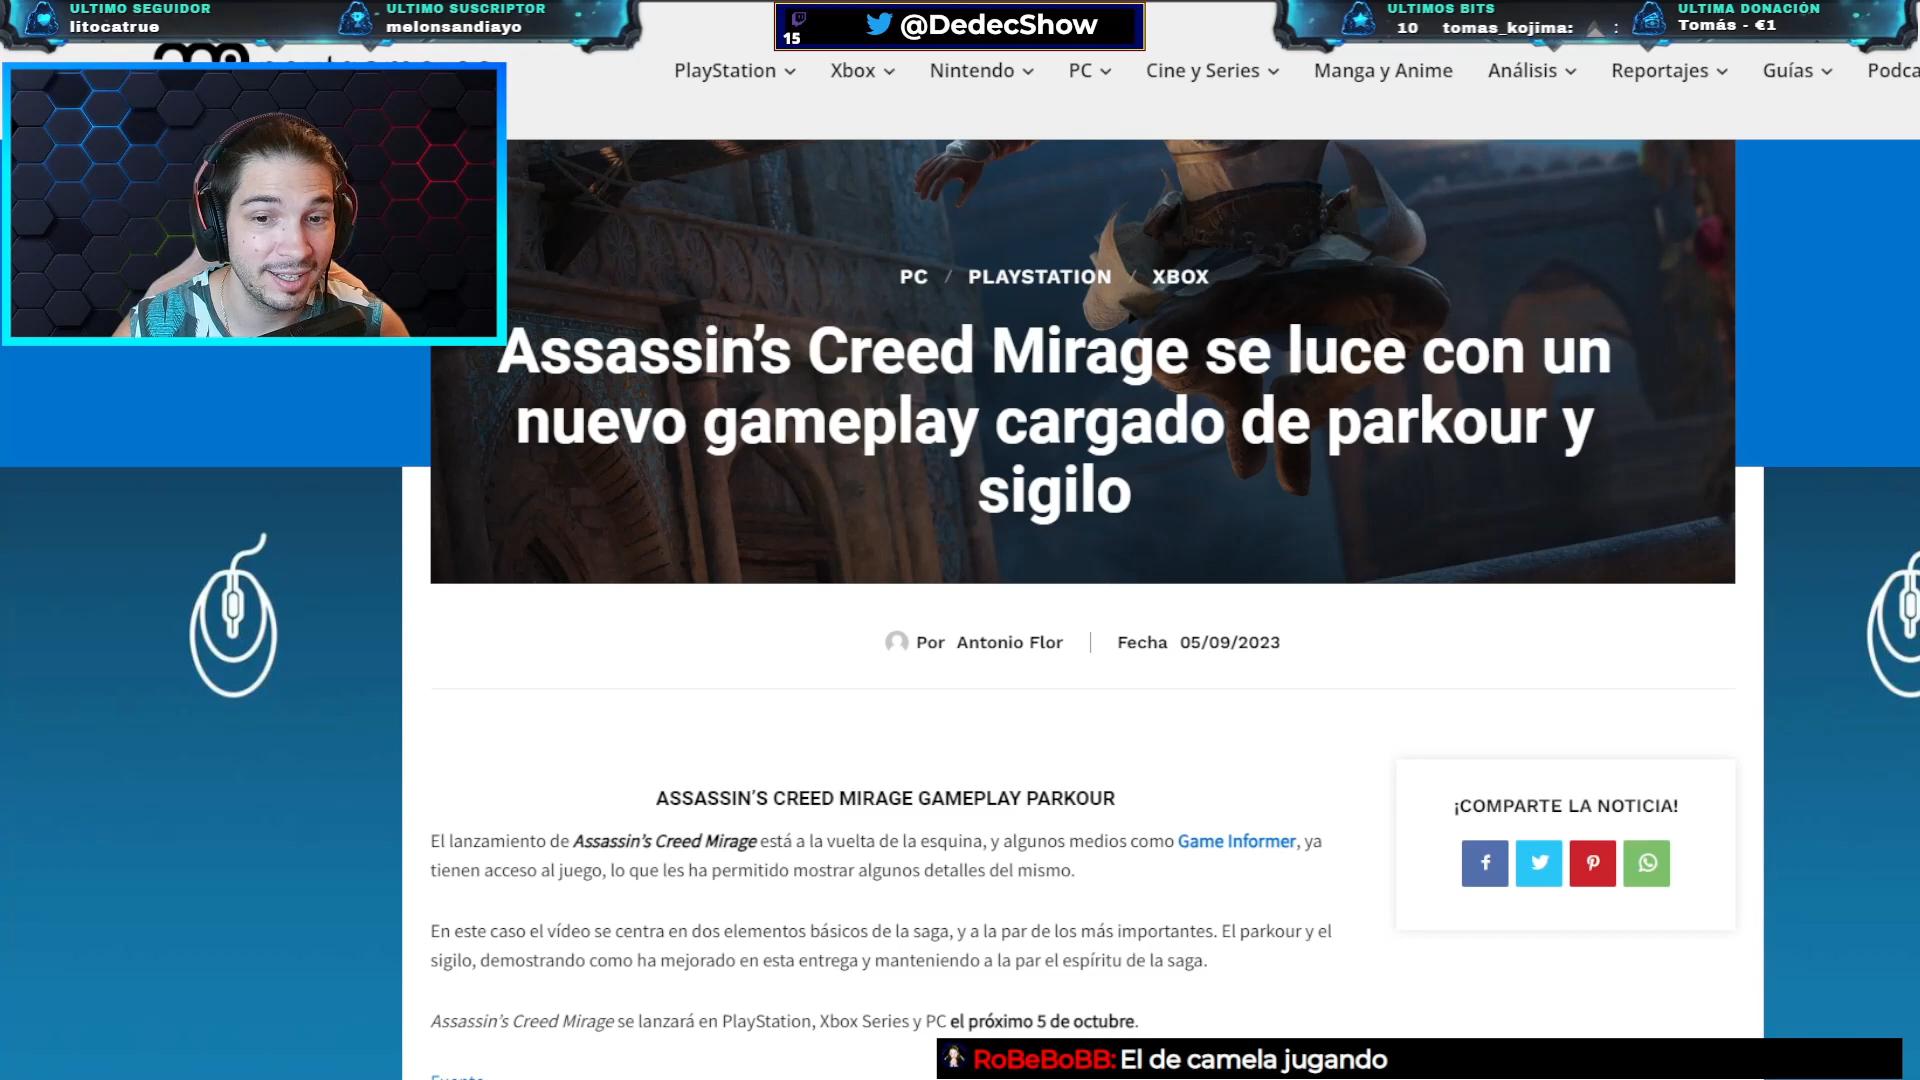 ULTIMO SEGUIDOR
litocatrue
ULTIMO SUSCRIPTOR
melonsandiayo
15
@DedecShow
ULTIMOS BITS
10 tomas_kojima: :
ULTIMA DONACIÓN
Tomás - €1
PlayStation Xbox Nintendo PC Cine y Series Manga y Anime Análisis Reportajes Guías Podca
PC / PLAYSTATION / XBOX
Assassin’s Creed Mirage se luce con un
nuevo gameplay cargado de parkour y
sigilo
Por Antonio Flor Fecha 05/09/2023
ASSASSIN’S CREED MIRAGE GAMEPLAY PARKOUR
El lanzamiento de Assassin’s Creed Mirage está a la vuelta de la esquina, y algunos medios como Game Informer, ya
tienen acceso al juego, lo que les ha permitido mostrar algunos detalles del mismo.
En este caso el vídeo se centra en dos elementos básicos de la saga, y a la par de los más importantes. El parkour y el
sigilo, demostrando como ha mejorado en esta entrega y manteniendo a la par el espíritu de la saga.
Assassin’s Creed Mirage se lanzará en PlayStation, Xbox Series y PC el próximo 5 de octubre.
¡COMPARTE LA NOTICIA!
RoBeBoBB: El de camela jugando